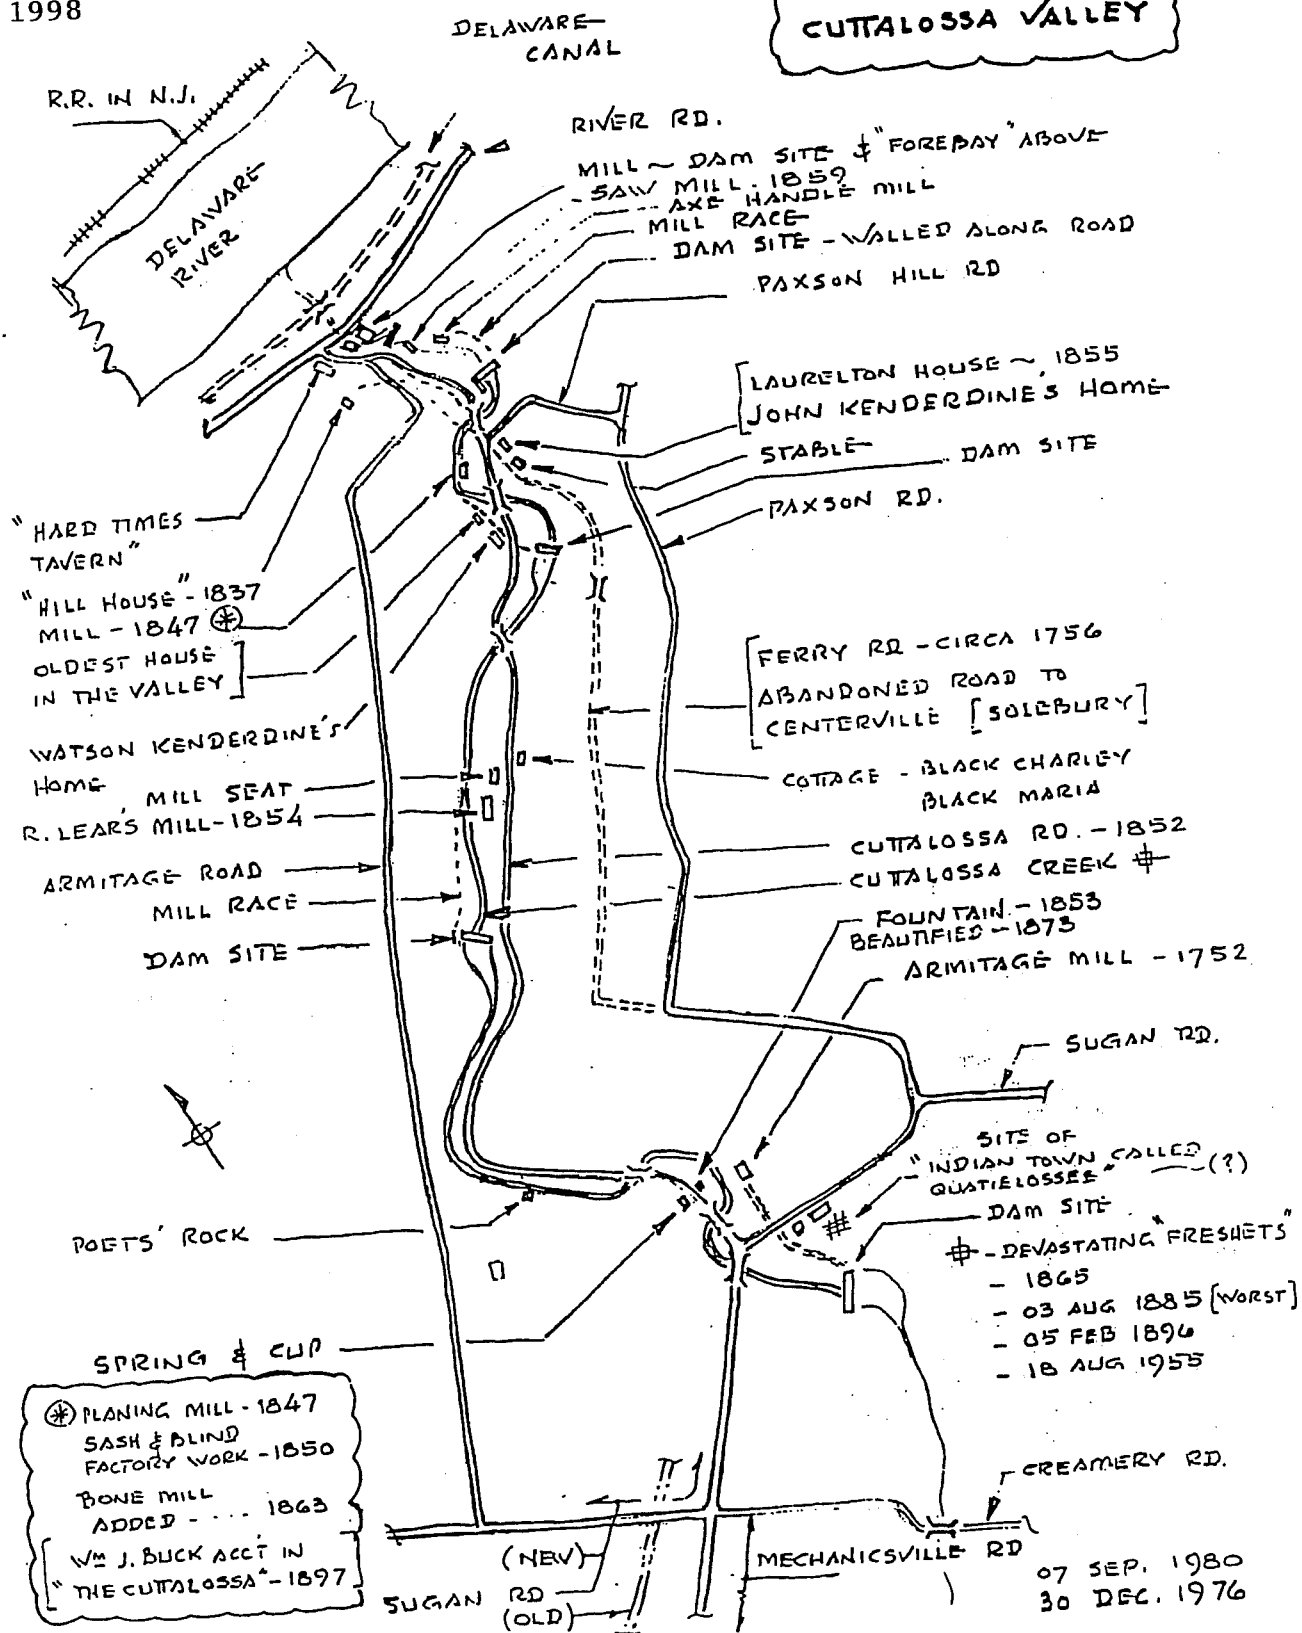 1998
CUTTALOSSA VALLEY
DELAWARE
CANAL
R.R. IN N.J.
DELAWARE
RIVER
RIVER RD.
MILL ~ DAM SITE & "FOREBAY" ABOVE
SAW MILL. 1859
AXE HANDLE MILL
MILL RACE
DAM SITE - WALLED ALONG ROAD
PAXSON HILL RD
LAURELTON HOUSE ~ 1855
JOHN KENDERDINE'S HOME
STABLE
DAM SITE
PAXSON RD.
"HARD TIMES
TAVERN"
"HILL HOUSE" - 1837
MILL - 1847 *
OLDEST HOUSE
IN THE VALLEY
WATSON KENDERDINE'S
HOME
MILL SEAT
R. LEAR'S MILL - 1854
ARMITAGE ROAD
MILL RACE
DAM SITE
FERRY RD - CIRCA 1756
ABANDONED ROAD TO
CENTERVILLE [SOLEBURY]
COTTAGE - BLACK CHARLEY
BLACK MARIA
CUTTALOSSA RD. - 1852
CUTTALOSSA CREEK #
FOUNTAIN - 1853
BEAUTIFIED - 1873
ARMITAGE MILL - 1752
SUGAN RD.
SITE OF
"INDIAN TOWN CALLED
QUATIELOSSEE" (?)
DAM SITE
# - DEVASTATING "FRESHETS"
- 1865
- 03 AUG 1885 [WORST]
- 05 FEB 1896
- 18 AUG 1955
POETS' ROCK
SPRING & CUP
* PLANING MILL - 1847
SASH & BLIND
FACTORY WORK - 1850
BONE MILL
ADDED - ... 1863
[WM J. BUCK ACC'T IN
"THE CUTTALOSSA" - 1897]
CREAMERY RD.
MECHANICSVILLE RD
(NEW)
SUGAN RD
(OLD)
07 SEP. 1980
30 DEC. 1976